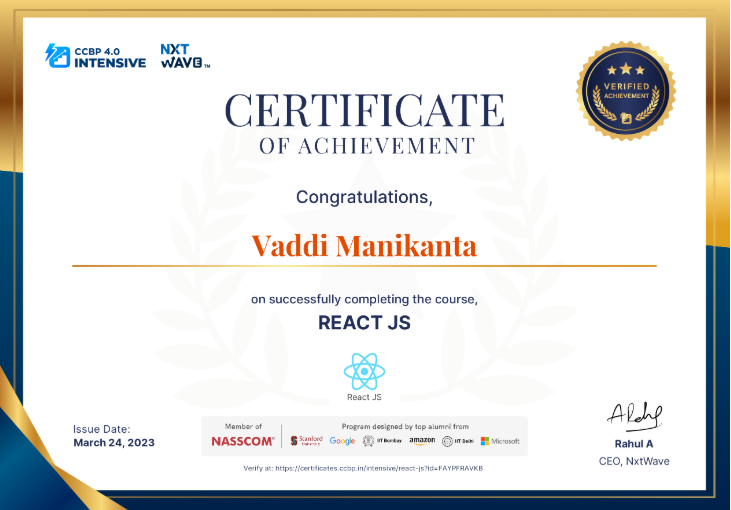 CCBP 4.0
INTENSIVE
NXT
WAVE™
VERIFIED
ACHIEVEMENT
CERTIFICATE
OF ACHIEVEMENT
Congratulations,
Vaddi Manikanta
on successfully completing the course,
REACT JS
React JS
Issue Date:
March 24, 2023
Member of
NASSCOM®
Program designed by top alumni from
Stanford University Google IIT Bombay amazon IIT Delhi Microsoft
Verify at: https://certificates.ccbp.in/intensive/react-js?id=FAYPFRAVKB
Rahul A
CEO, NxtWave